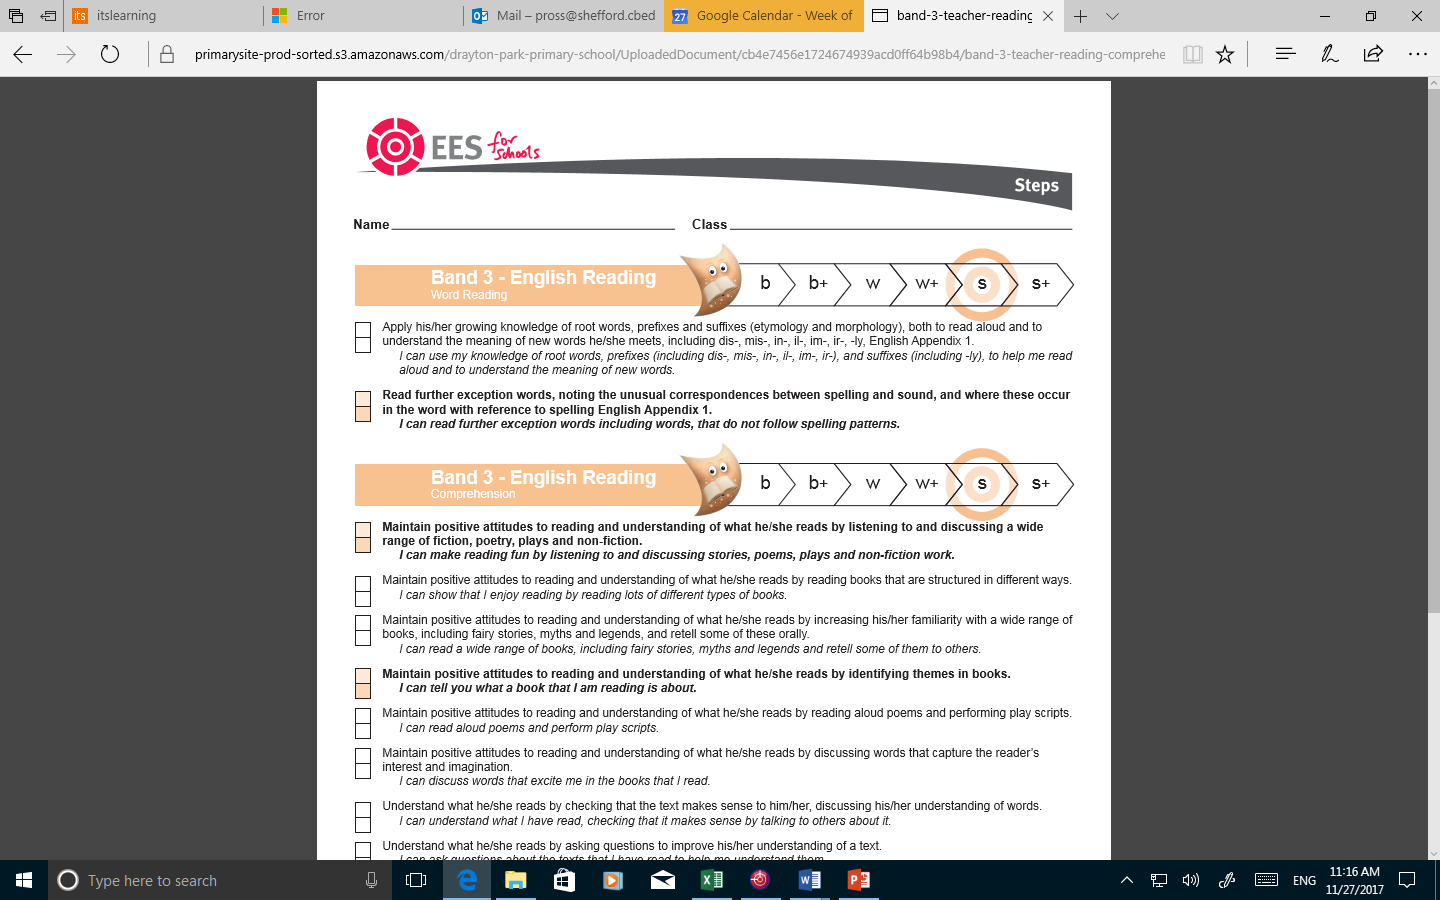 itslearning
Error
Mail – pross@shefford.cbed
27 Google Calendar - Week of
band-3-teacher-reading
primarysite-prod-sorted.s3.amazonaws.com/drayton-park-primary-school/UploadedDocument/cb4e7456e1724674939acd0ff64b98b4/band-3-teacher-reading-comprehe
EES for Schools
Steps
Name Class
Band 3 - English Reading
Word Reading
b b+ w w+ s s+
Apply his/her growing knowledge of root words, prefixes and suffixes (etymology and morphology), both to read aloud and to
understand the meaning of new words he/she meets, including dis-, mis-, in-, il-, im-, ir-, -ly, English Appendix 1.
I can use my knowledge of root words, prefixes (including dis-, mis-, in-, il-, im-, ir-), and suffixes (including -ly), to help me read
aloud and to understand the meaning of new words.
Read further exception words, noting the unusual correspondences between spelling and sound, and where these occur
in the word with reference to spelling English Appendix 1.
I can read further exception words including words, that do not follow spelling patterns.
Band 3 - English Reading
Comprehension
b b+ w w+ s s+
Maintain positive attitudes to reading and understanding of what he/she reads by listening to and discussing a wide
range of fiction, poetry, plays and non-fiction.
I can make reading fun by listening to and discussing stories, poems, plays and non-fiction work.
Maintain positive attitudes to reading and understanding of what he/she reads by reading books that are structured in different ways.
I can show that I enjoy reading by reading lots of different types of books.
Maintain positive attitudes to reading and understanding of what he/she reads by increasing his/her familiarity with a wide range of
books, including fairy stories, myths and legends, and retell some of these orally.
I can read a wide range of books, including fairy stories, myths and legends and retell some of them to others.
Maintain positive attitudes to reading and understanding of what he/she reads by identifying themes in books.
I can tell you what a book that I am reading is about.
Maintain positive attitudes to reading and understanding of what he/she reads by reading aloud poems and performing play scripts.
I can read aloud poems and perform play scripts.
Maintain positive attitudes to reading and understanding of what he/she reads by discussing words that capture the reader's
interest and imagination.
I can discuss words that excite me in the books that I read.
Understand what he/she reads by checking that the text makes sense to him/her, discussing his/her understanding of words.
I can understand what I have read, checking that it makes sense by talking to others about it.
Understand what he/she reads by asking questions to improve his/her understanding of a text.
I can ask questions about the texts that I have read to help me understand them.
Type here to search
ENG
11:16 AM
11/27/2017